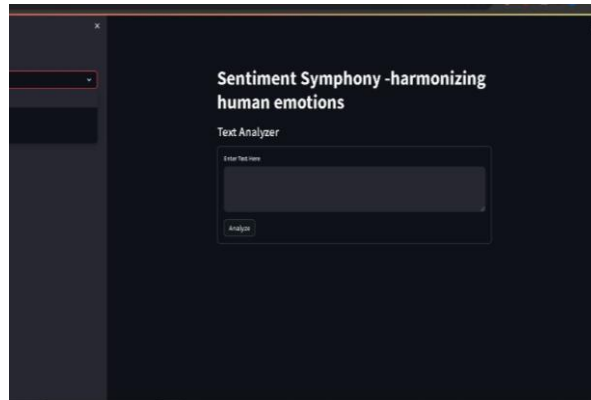 Sentiment Symphony -harmonizing
human emotions
Text Analyzer
Enter Text Here
Analyze